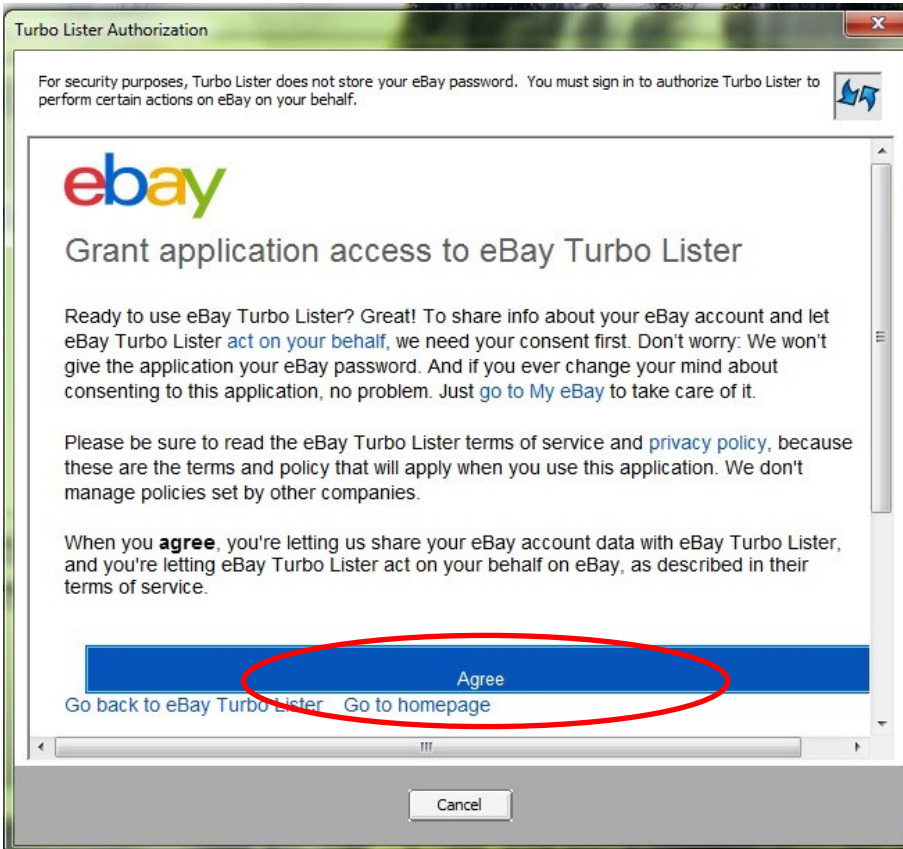 Turbo Lister Authorization
For security purposes, Turbo Lister does not store your eBay password. You must sign in to authorize Turbo Lister to
perform certain actions on eBay on your behalf.
ebay
Grant application access to eBay Turbo Lister
Ready to use eBay Turbo Lister? Great! To share info about your eBay account and let
eBay Turbo Lister act on your behalf, we need your consent first. Don't worry: We won't
give the application your eBay password. And if you ever change your mind about
consenting to this application, no problem. Just go to My eBay to take care of it.
Please be sure to read the eBay Turbo Lister terms of service and privacy policy, because
these are the terms and policy that will apply when you use this application. We don't
manage policies set by other companies.
When you agree, you're letting us share your eBay account data with eBay Turbo Lister,
and you're letting eBay Turbo Lister act on your behalf on eBay, as described in their
terms of service.
Agree
Go back to eBay Turbo Lister Go to homepage
Cancel